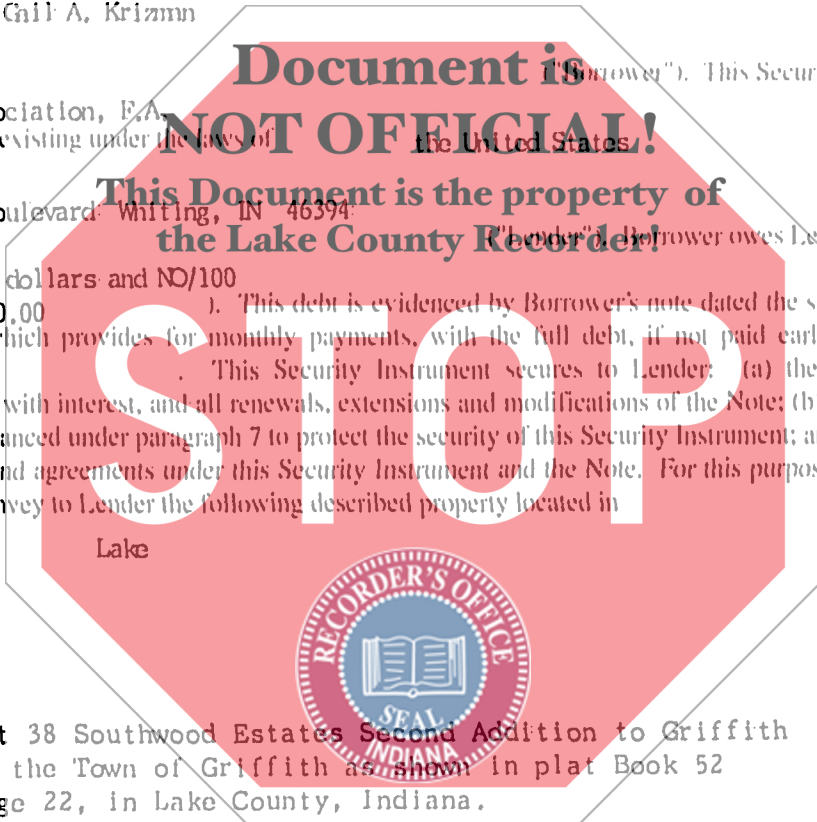 Gail A. Krizmn
Document is
("Borrower"). This Secur
ociation, F.A.
NOT OFFICIAL!
existing under the laws of the United States
This Document is the property of
oulevard Whiting, IN 46394
the Lake County Recorder!
("Lender"). Borrower owes Le
dollars and NO/100
0.00 ). This debt is evidenced by Borrower's note dated the s
hich provides for monthly payments, with the full debt, if not paid earl
. This Security Instrument secures to Lender: (a) the
with interest, and all renewals, extensions and modifications of the Note; (b
anced under paragraph 7 to protect the security of this Security Instrument; a
nd agreements under this Security Instrument and the Note. For this purpos
nvey to Lender the following described property located in
STOP
Lake
RECORDER'S OFFICE
SEAL
INDIANA
t 38 Southwood Estates Second Addition to Griffith
the Town of Griffith as shown in plat Book 52
ge 22, in Lake County, Indiana.